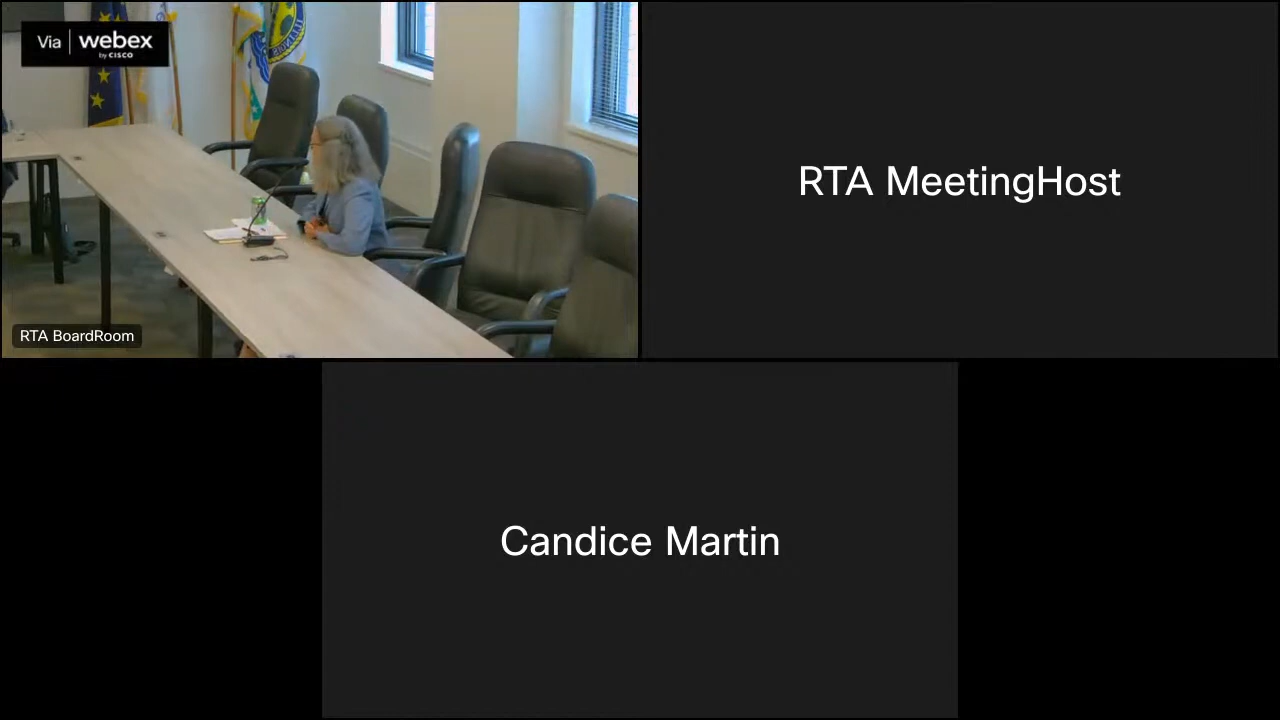 Via | webex
by CISCO
RTA BoardRoom
RTA MeetingHost
Candice Martin